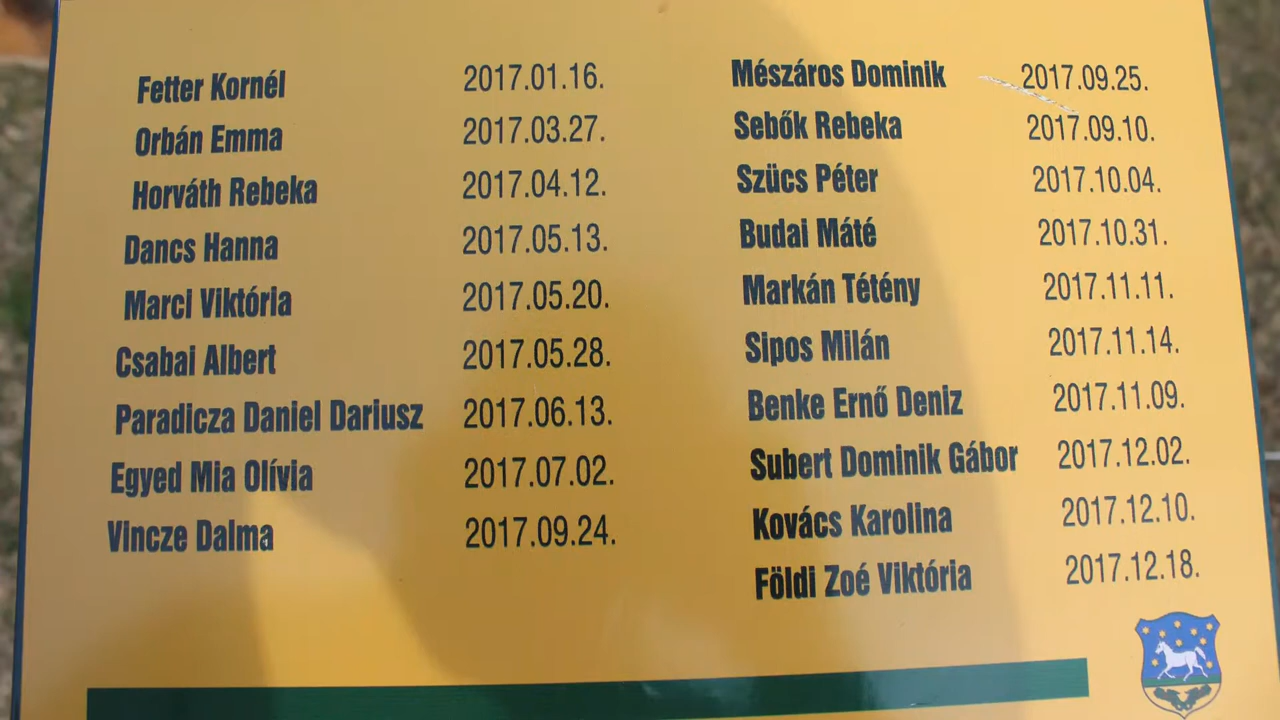 Fetter Kornél 2017.01.16.
Orbán Emma 2017.03.27.
Horváth Rebeka 2017.04.12.
Dancs Hanna 2017.05.13.
Marci Viktória 2017.05.20.
Csabai Albert 2017.05.28.
Paradicza Daniel Dariusz 2017.06.13.
Egyed Mia Olívia 2017.07.02.
Vincze Dalma 2017.09.24.
Mészáros Dominik 2017.09.25.
Sebők Rebeka 2017.09.10.
Szücs Péter 2017.10.04.
Budai Máté 2017.10.31.
Markán Tétény 2017.11.11.
Sipos Milán 2017.11.14.
Benke Ernő Deniz 2017.11.09.
Subert Dominik Gábor 2017.12.02.
Kovács Karolina 2017.12.10.
Földi Zoé Viktória 2017.12.18.